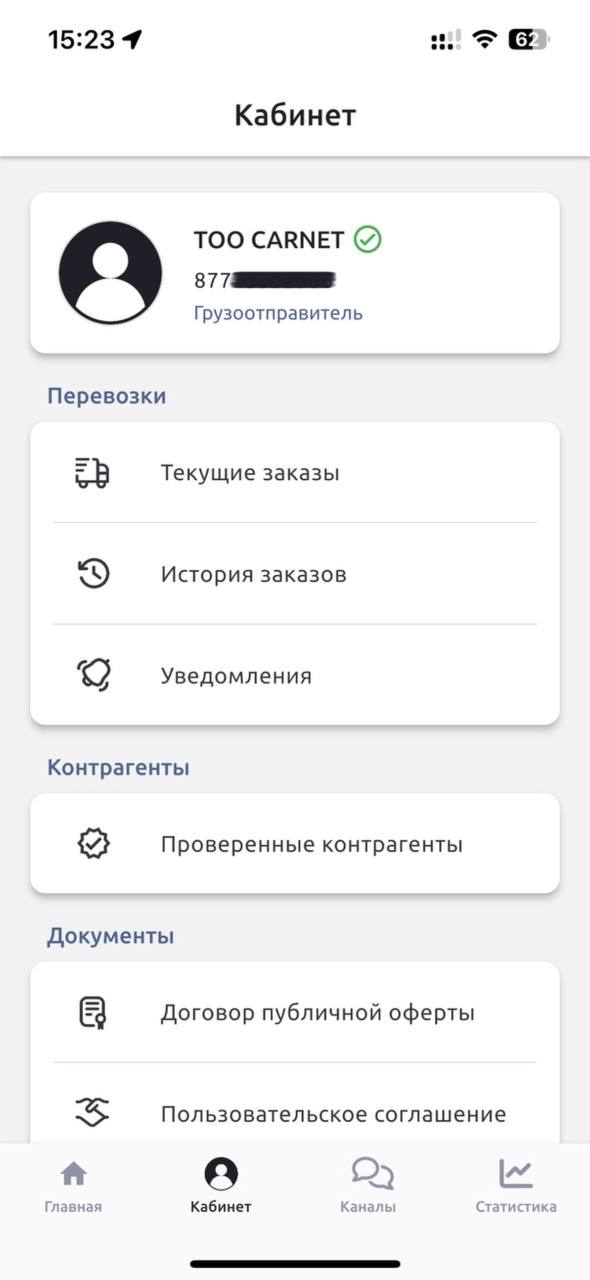 15:23
62
Кабинет
ТОО CARNET
877
Грузоотправитель
Перевозки
Текущие заказы
История заказов
Уведомления
Контрагенты
Проверенные контрагенты
Документы
Договор публичной оферты
Пользовательское соглашение
Главная
Кабинет
Каналы
Статистика